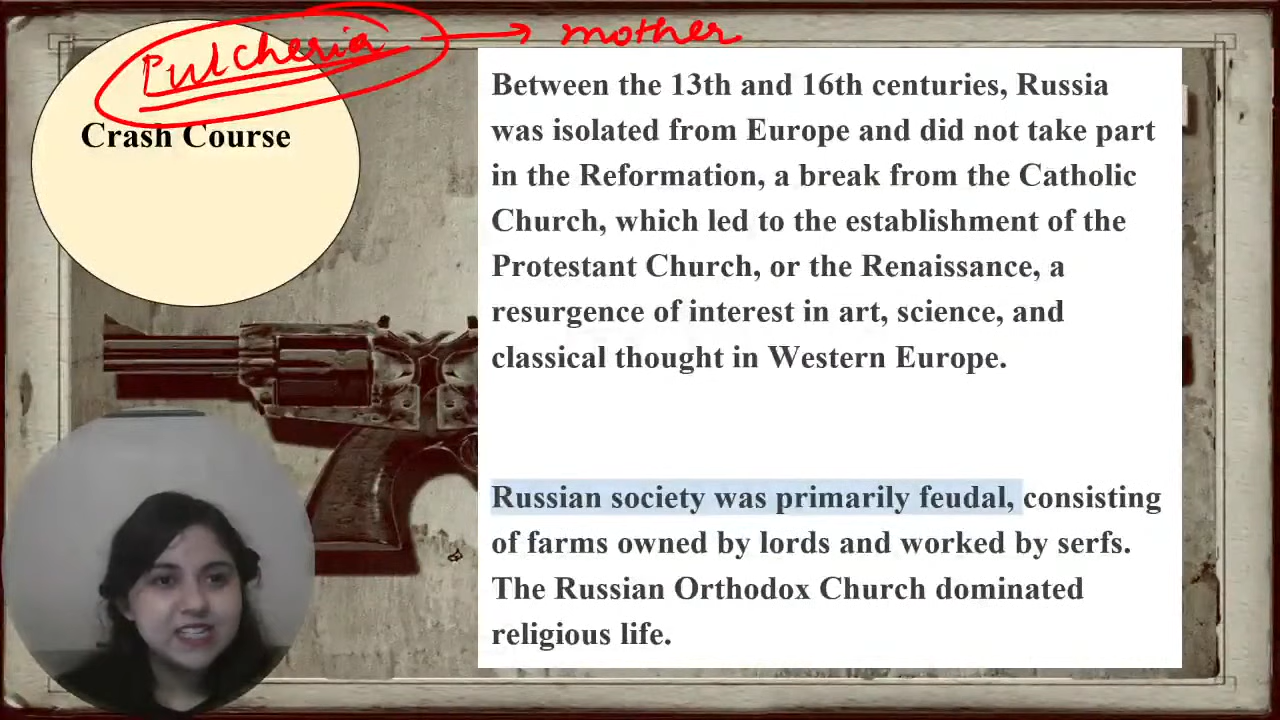 Pulcheria → mother
Crash Course
Between the 13th and 16th centuries, Russia
was isolated from Europe and did not take part
in the Reformation, a break from the Catholic
Church, which led to the establishment of the
Protestant Church, or the Renaissance, a
resurgence of interest in art, science, and
classical thought in Western Europe.
Russian society was primarily feudal, consisting
of farms owned by lords and worked by serfs.
The Russian Orthodox Church dominated
religious life.